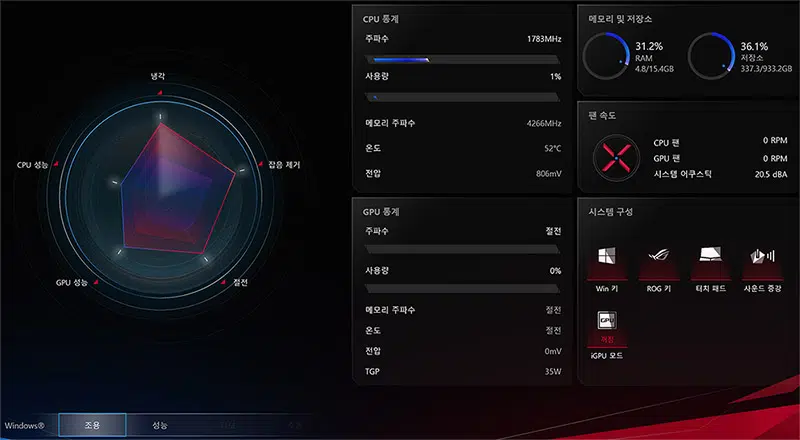 냉각
CPU 성능
잡음 제거
GPU 성능
절전
Windows®
조용
성능
터보
수동
CPU 통계
주파수 1783MHz
사용량 1%
메모리 주파수 4266MHz
온도 52°C
전압 806mV
GPU 통계
주파수 절전
사용량 0%
메모리 주파수 절전
온도 절전
전압 0mV
TGP 35W
메모리 및 저장소
31.2%
RAM
4.8/15.4GB
36.1%
저장소
337.3/933.2GB
팬 속도
CPU 팬 0 RPM
GPU 팬 0 RPM
시스템 어쿠스틱 20.5 dBA
시스템 구성
Win 키
ROG 키
터치 패드
사운드 증강
GPU
꺼짐
iGPU 모드